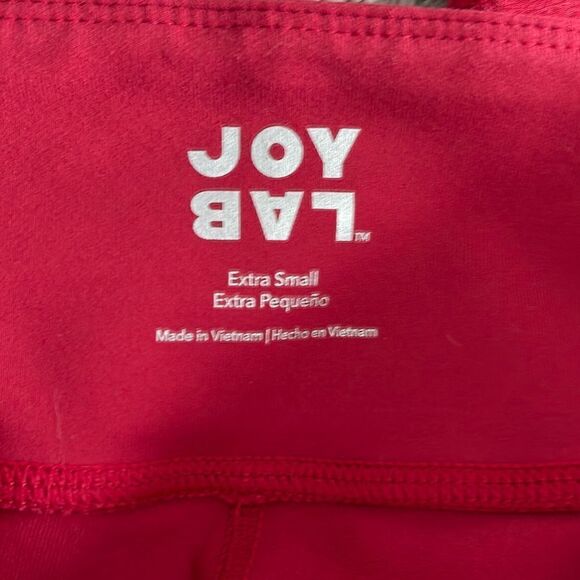 JOY
LAB™
Extra Small
Extra Pequeño
Made in Vietnam | Hecho en Vietnam